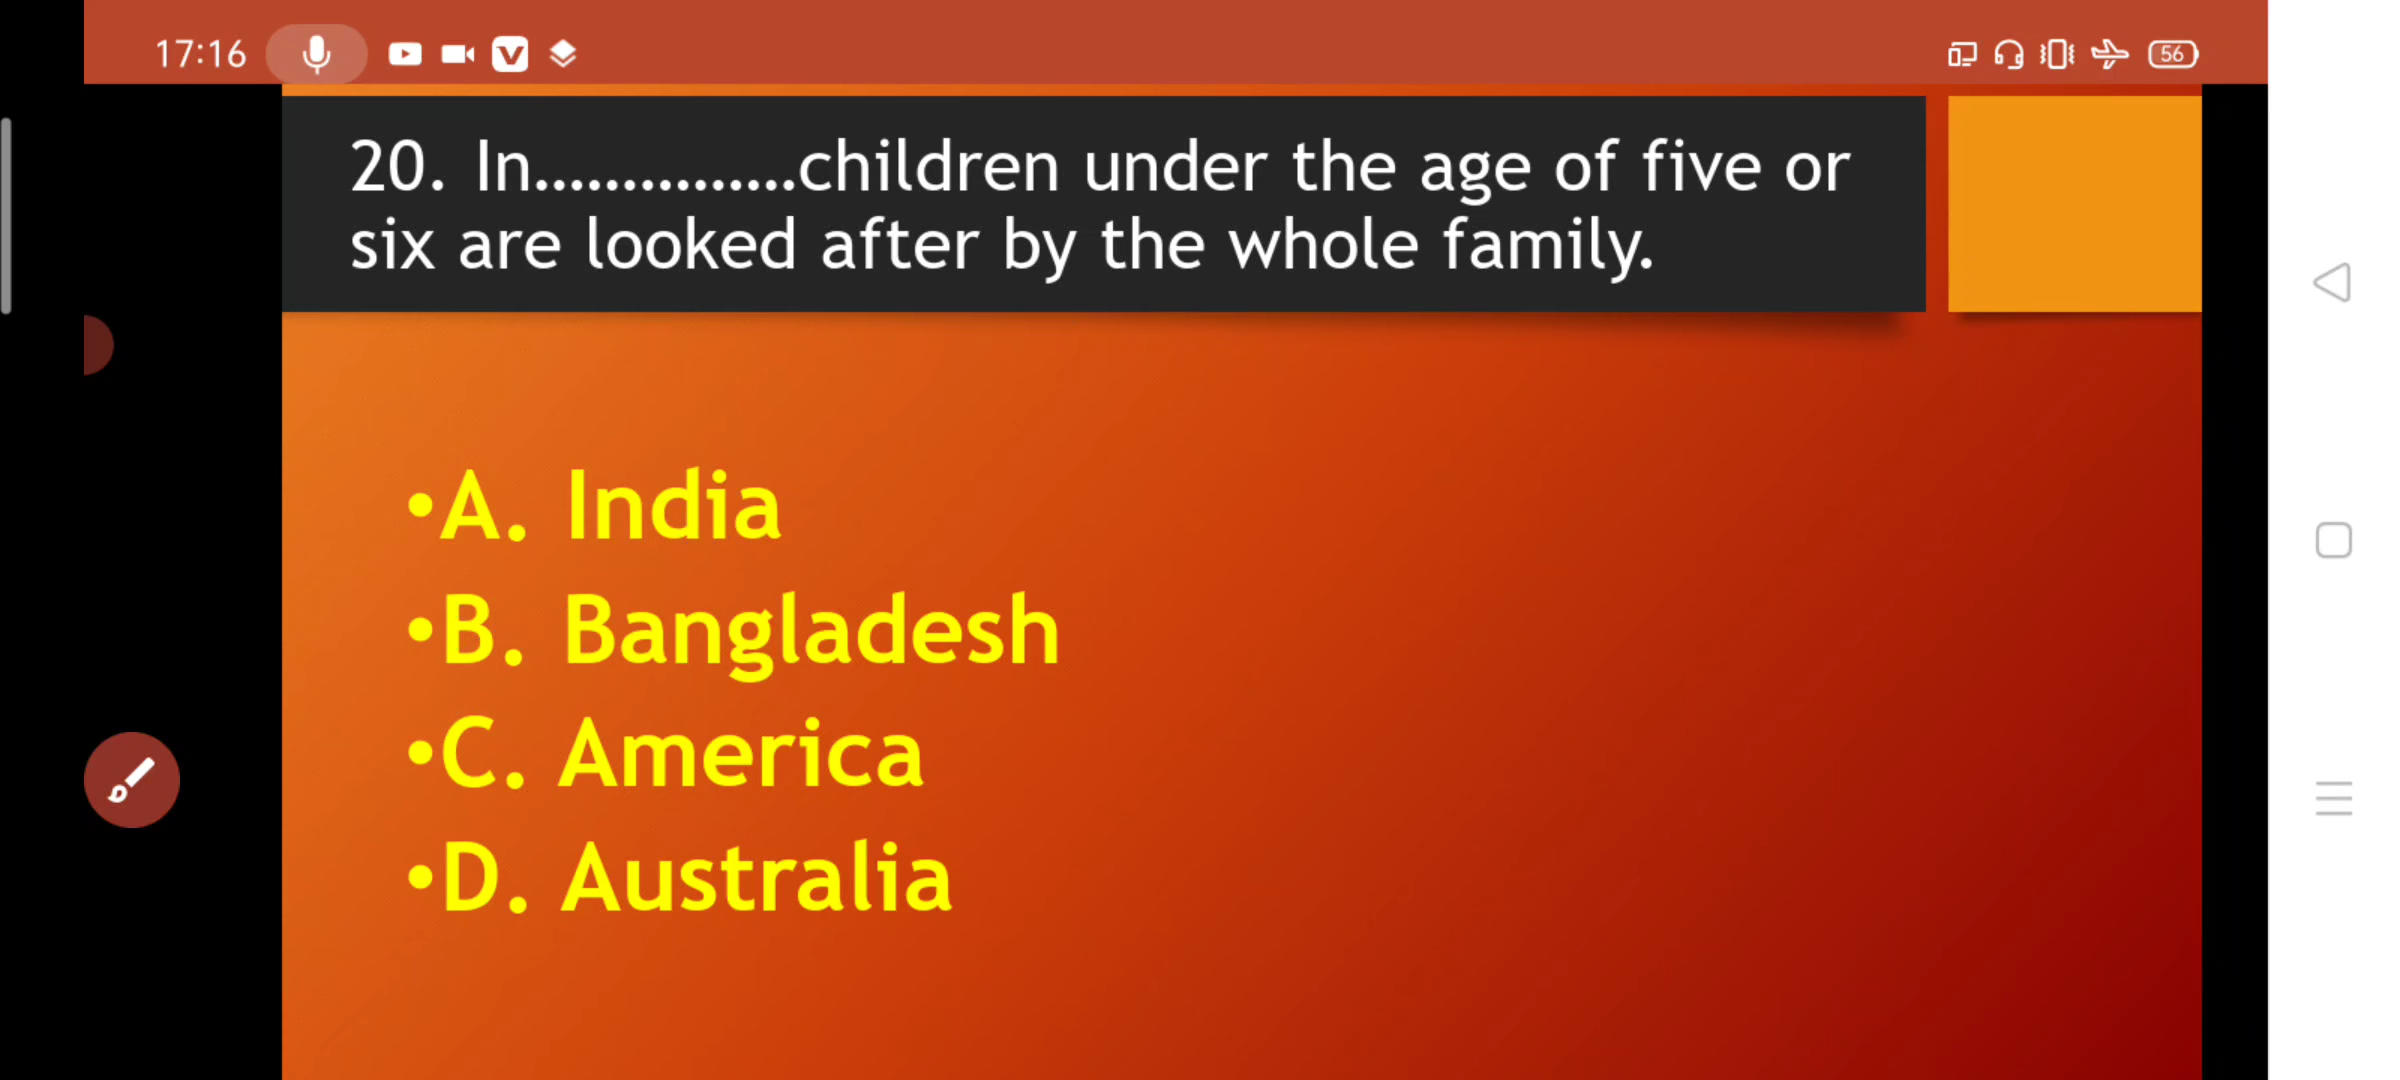 17:16
56
20. In...............children under the age of five or
six are looked after by the whole family.
•A. India
•B. Bangladesh
•C. America
•D. Australia